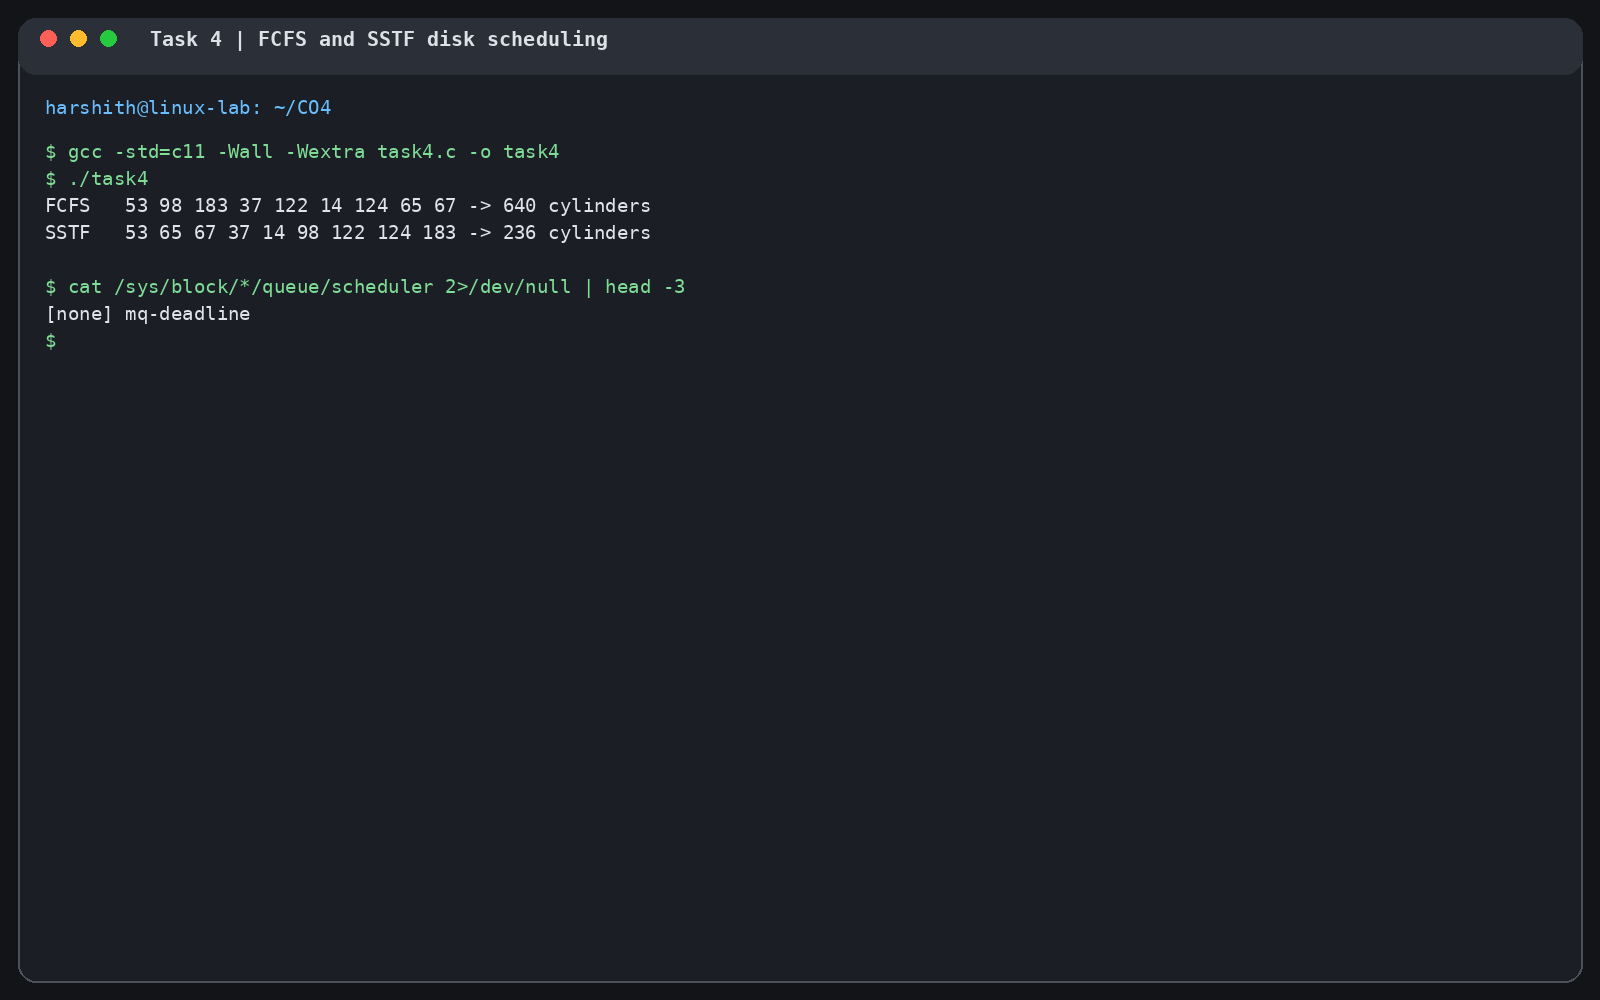 Task 4 | FCFS and SSTF disk scheduling
harshith@linux-lab: ~/CO4
$ gcc -std=c11 -Wall -Wextra task4.c -o task4
$ ./task4
FCFS   53 98 183 37 122 14 124 65 67 -> 640 cylinders
SSTF   53 65 67 37 14 98 122 124 183 -> 236 cylinders
$ cat /sys/block/*/queue/scheduler 2>/dev/null | head -3
[none] mq-deadline
$